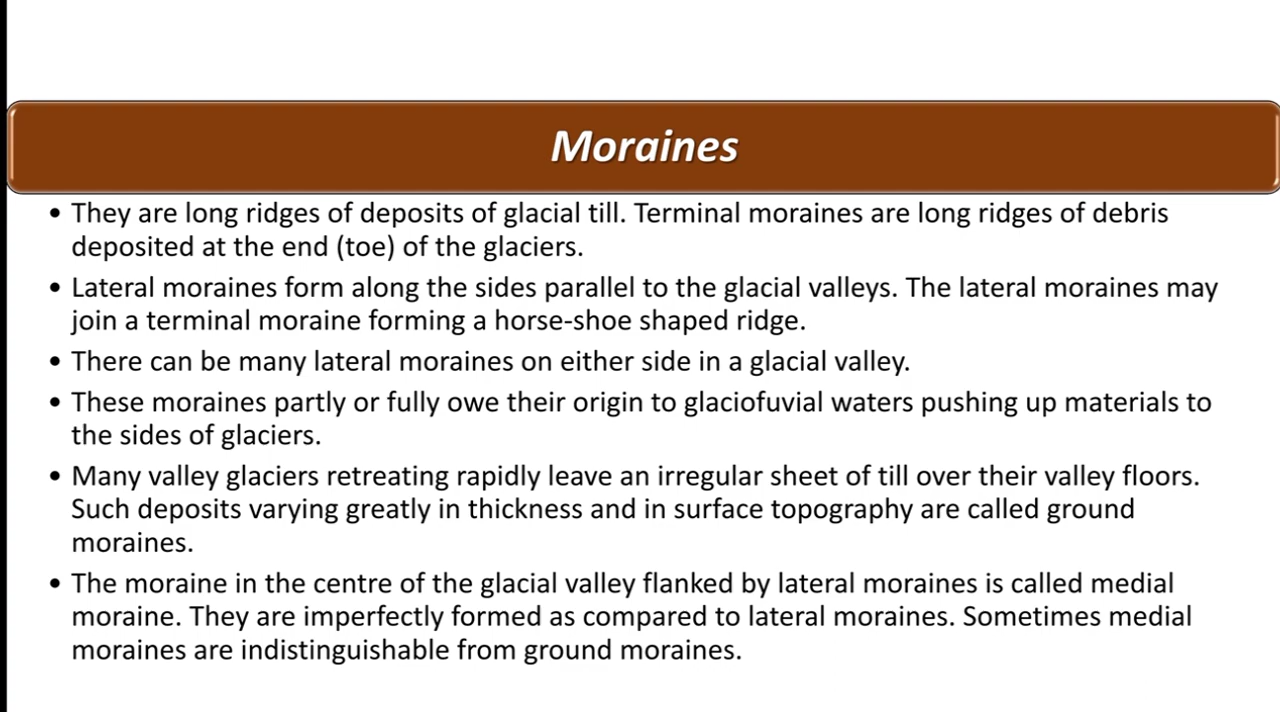 Moraines
• They are long ridges of deposits of glacial till. Terminal moraines are long ridges of debris
deposited at the end (toe) of the glaciers.
• Lateral moraines form along the sides parallel to the glacial valleys. The lateral moraines may
join a terminal moraine forming a horse-shoe shaped ridge.
• There can be many lateral moraines on either side in a glacial valley.
• These moraines partly or fully owe their origin to glaciofuvial waters pushing up materials to
the sides of glaciers.
• Many valley glaciers retreating rapidly leave an irregular sheet of till over their valley floors.
Such deposits varying greatly in thickness and in surface topography are called ground
moraines.
• The moraine in the centre of the glacial valley flanked by lateral moraines is called medial
moraine. They are imperfectly formed as compared to lateral moraines. Sometimes medial
moraines are indistinguishable from ground moraines.